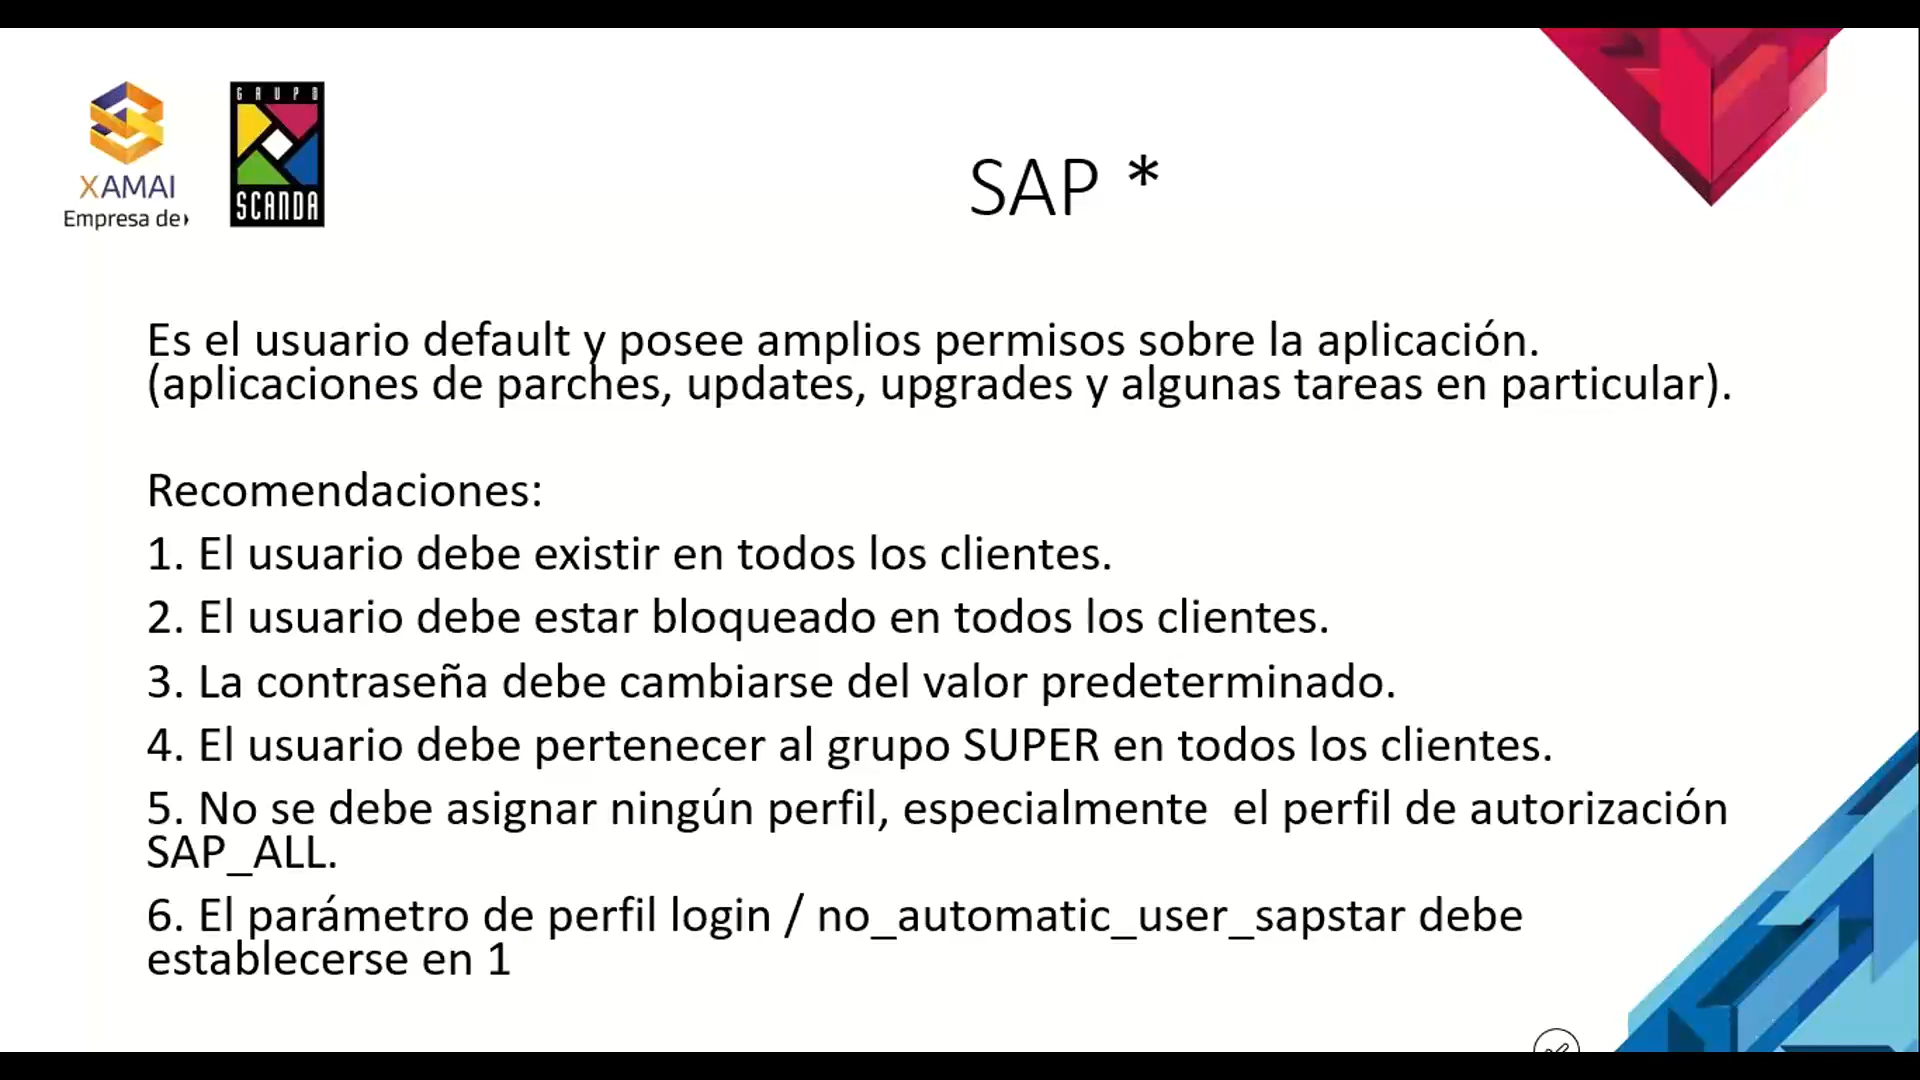 GRUPO
SCANDA
XAMAI
Empresa de
SAP *
Es el usuario default y posee amplios permisos sobre la aplicación.
(aplicaciones de parches, updates, upgrades y algunas tareas en particular).
Recomendaciones:
1. El usuario debe existir en todos los clientes.
2. El usuario debe estar bloqueado en todos los clientes.
3. La contraseña debe cambiarse del valor predeterminado.
4. El usuario debe pertenecer al grupo SUPER en todos los clientes.
5. No se debe asignar ningún perfil, especialmente  el perfil de autorización
SAP_ALL.
6. El parámetro de perfil login / no_automatic_user_sapstar debe
establecerse en 1